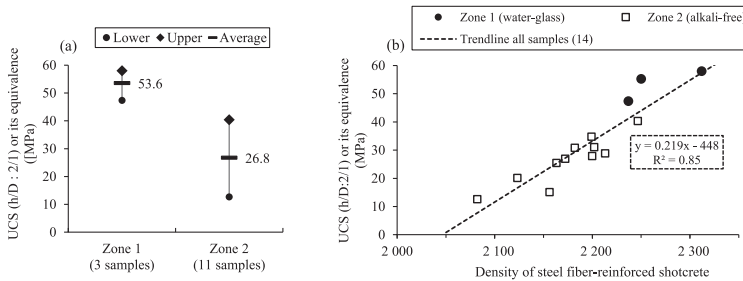 (a)
Lower Upper Average
UCS (h/D : 2/1) or its equivalence
([MPa)
60
50
40
30
20
10
0
53.6
26.8
Zone 1
(3 samples)
Zone 2
(11 samples)
(b)
Zone 1 (water-glass) Zone 2 (alkali-free)
Trendline all samples (14)
UCS (h/D:2/1) or its equivalence
(MPa)
60
50
40
30
20
10
0
y = 0.219x - 448
R² = 0.85
2 000 2 100 2 200 2 300
Density of steel fiber-reinforced shotcrete